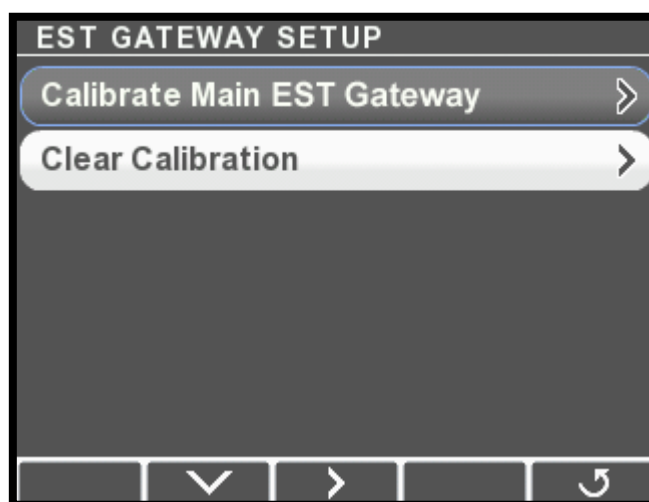 EST GATEWAY SETUP
Calibrate Main EST Gateway
Clear Calibration